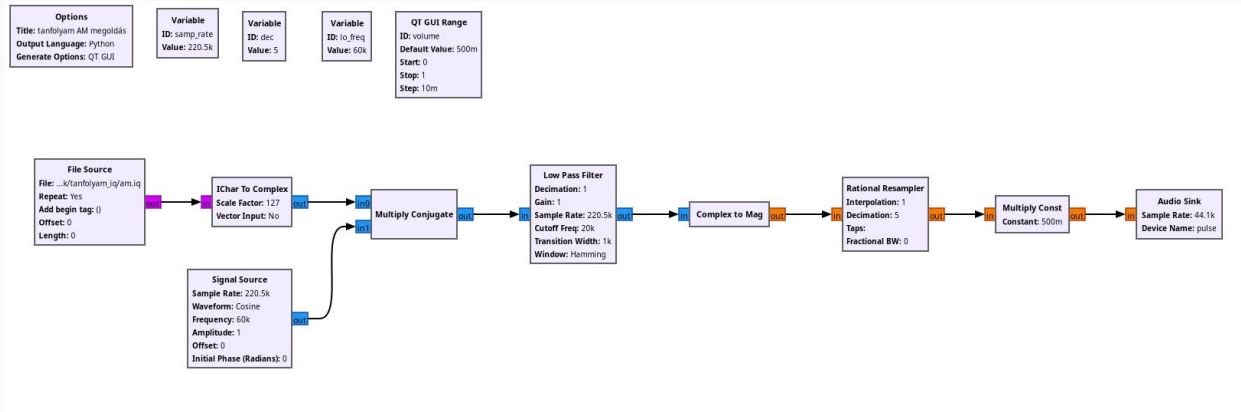 Options
Title: tanfolyam AM megoldás
Output Language: Python
Generate Options: QT GUI
Variable
ID: samp_rate
Value: 220.5k
Variable
ID: dec
Value: 5
Variable
ID: lo_freq
Value: 60k
QT GUI Range
ID: volume
Default Value: 500m
Start: 0
Stop: 1
Step: 10m
File Source
File: ...k/tanfolyam_iq/am.iq
Repeat: Yes
Add begin tag: ()
Offset: 0
Length: 0
out
in
IChar To Complex
Scale Factor: 127
Vector Input: No
out
Signal Source
Sample Rate: 220.5k
Waveform: Cosine
Frequency: 60k
Amplitude: 1
Offset: 0
Initial Phase (Radians): 0
out
in0
in1
Multiply Conjugate
out
in
Low Pass Filter
Decimation: 1
Gain: 1
Sample Rate: 220.5k
Cutoff Freq: 20k
Transition Width: 1k
Window: Hamming
out
in
Complex to Mag
out
in
Rational Resampler
Interpolation: 1
Decimation: 5
Taps:
Fractional BW: 0
out
in
Multiply Const
Constant: 500m
out
in
Audio Sink
Sample Rate: 44.1k
Device Name: pulse